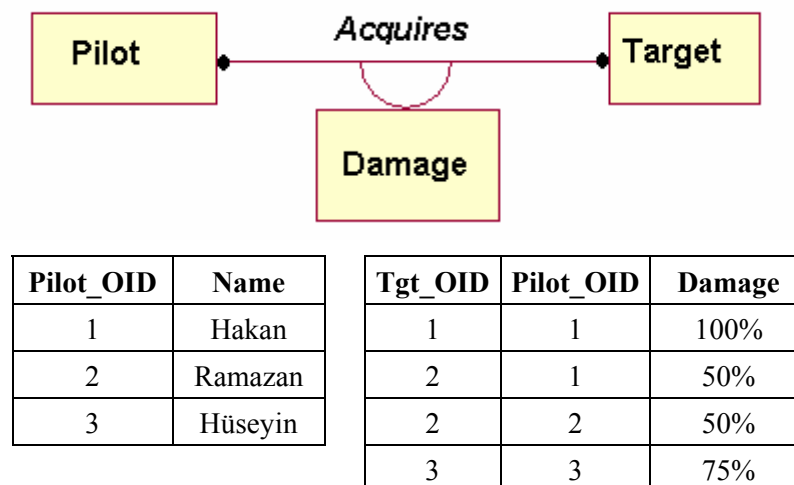 Acquires
Pilot
Target
Damage
Pilot_OID Name
1 Hakan
2 Ramazan
3 Hüseyin
Tgt_OID Pilot_OID Damage
1 1 100%
2 1 50%
2 2 50%
3 3 75%